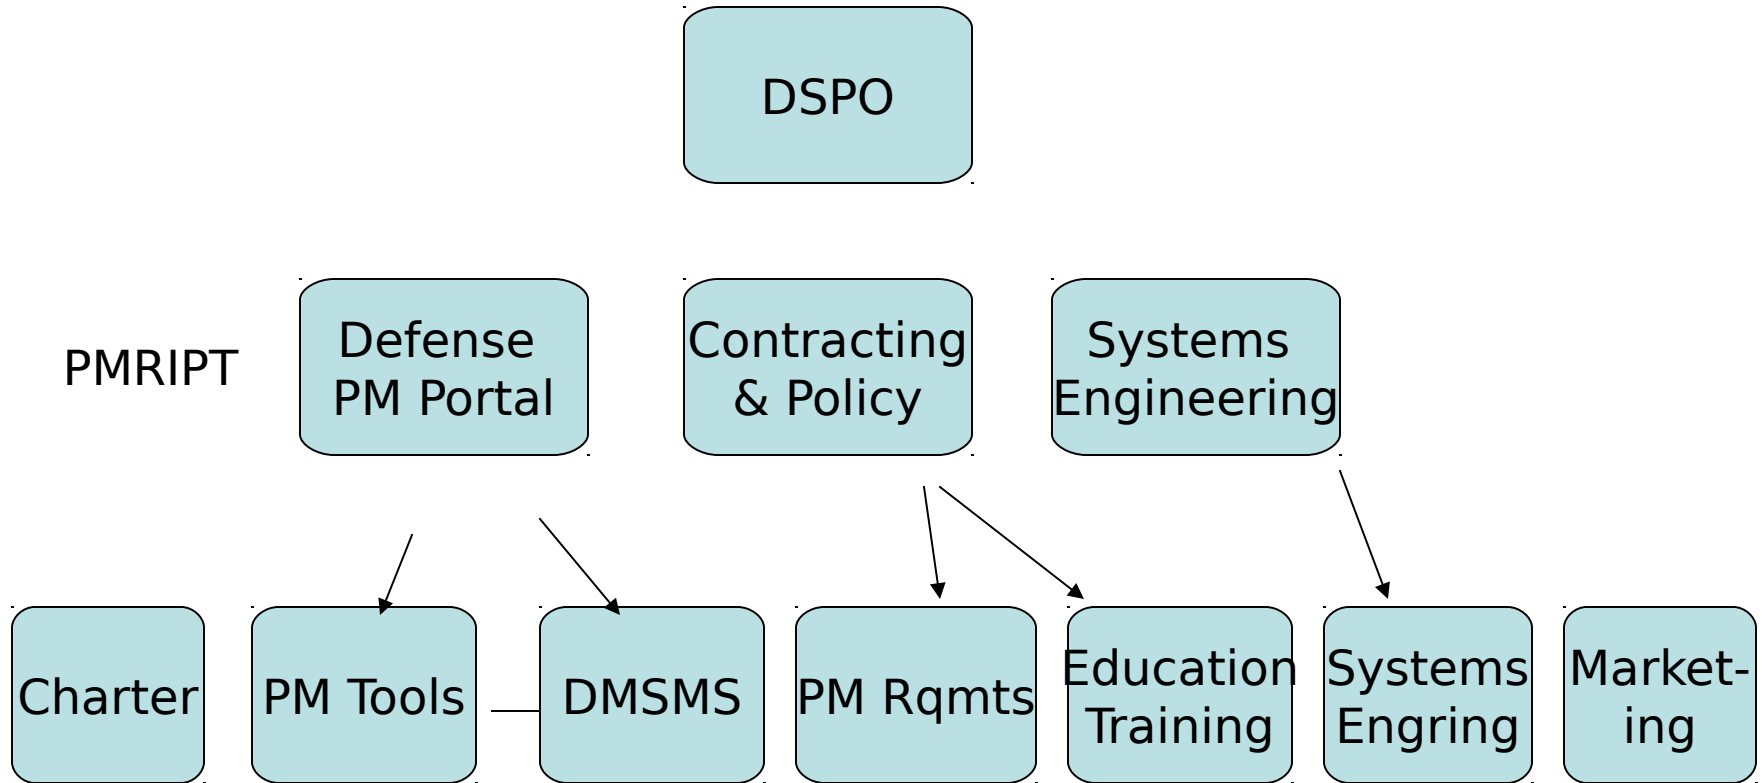 DSPO
PMRIPT
Defense
PM Portal
Contracting
& Policy
Systems
Engineering
Charter
PM Tools
DMSMS
PM Rqmts
Education
Training
Systems
Engring
Market-
ing